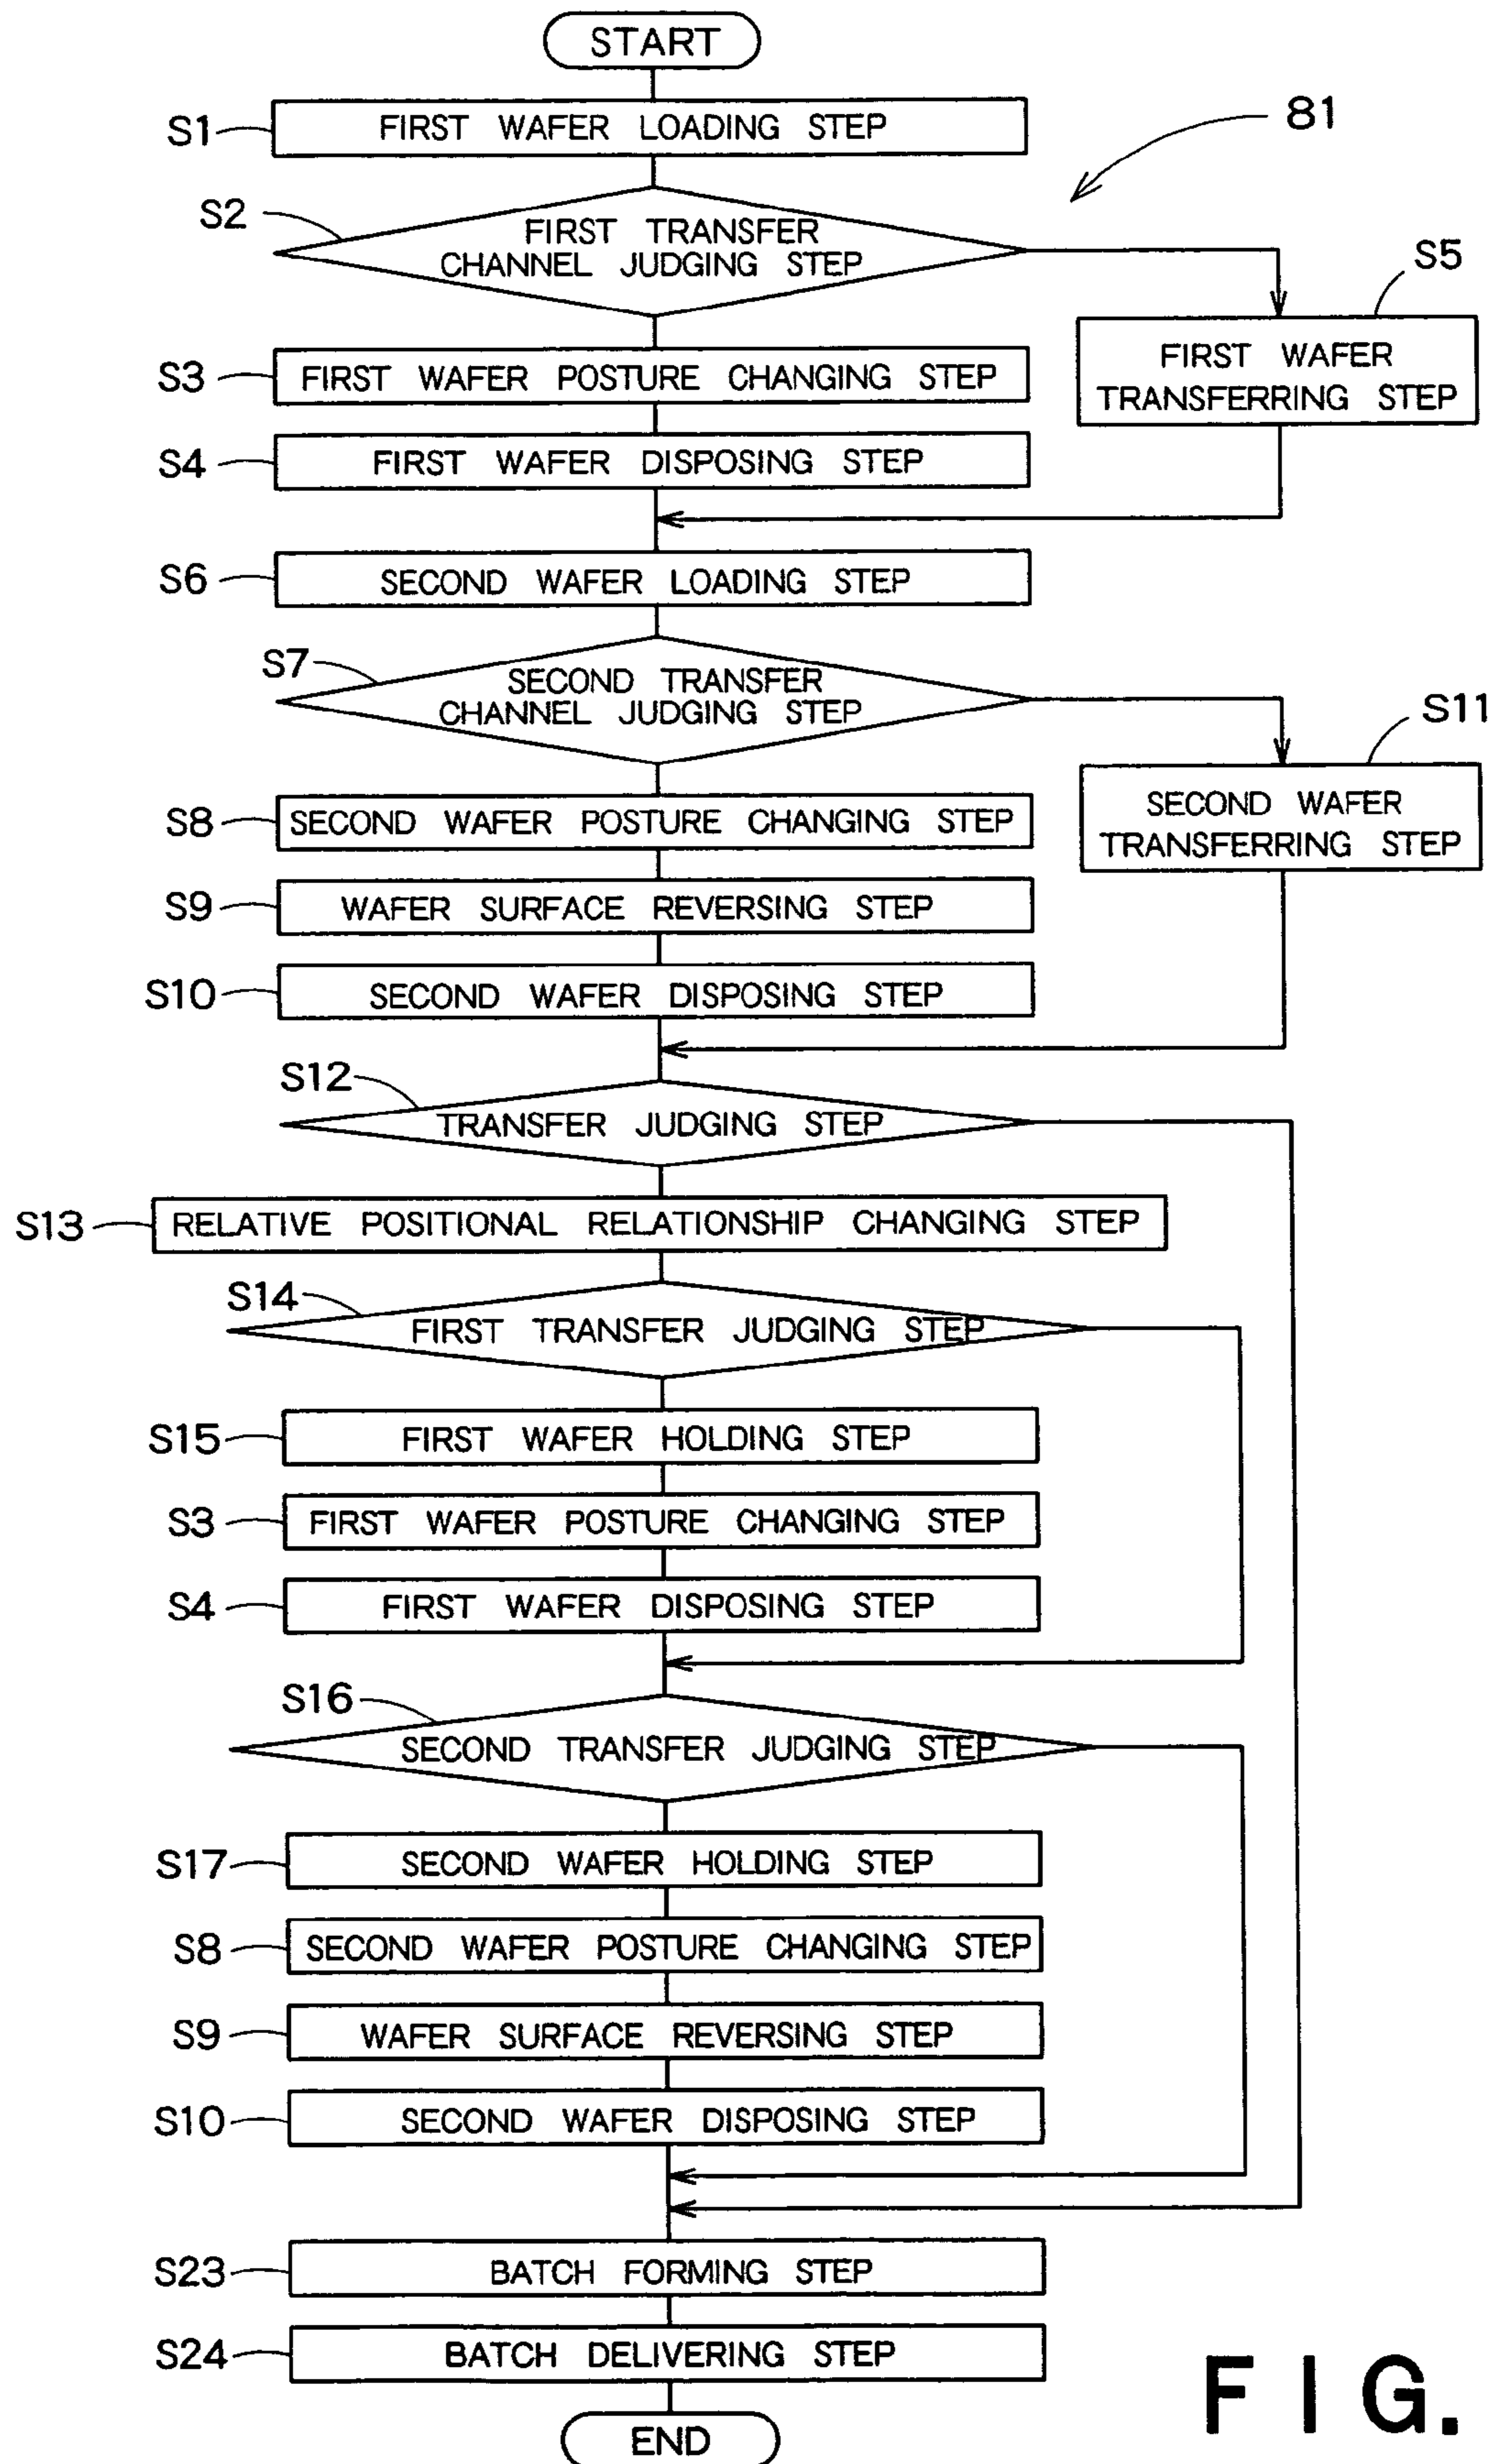 START
S1
FIRST WAFER LOADING STEP
81
S2
FIRST TRANSFER
CHANNEL JUDGING STEP
S5
FIRST WAFER
TRANSFERRING STEP
S3
FIRST WAFER POSTURE CHANGING STEP
S4
FIRST WAFER DISPOSING STEP
S6
SECOND WAFER LOADING STEP
S7
SECOND TRANSFER
CHANNEL JUDGING STEP
S11
SECOND WAFER
TRANSFERRING STEP
S8
SECOND WAFER POSTURE CHANGING STEP
S9
WAFER SURFACE REVERSING STEP
S10
SECOND WAFER DISPOSING STEP
S12
TRANSFER JUDGING STEP
S13
RELATIVE POSITIONAL RELATIONSHIP CHANGING STEP
S14
FIRST TRANSFER JUDGING STEP
S15
FIRST WAFER HOLDING STEP
S3
FIRST WAFER POSTURE CHANGING STEP
S4
FIRST WAFER DISPOSING STEP
S16
SECOND TRANSFER JUDGING STEP
S17
SECOND WAFER HOLDING STEP
S8
SECOND WAFER POSTURE CHANGING STEP
S9
WAFER SURFACE REVERSING STEP
S10
SECOND WAFER DISPOSING STEP
S23
BATCH FORMING STEP
S24
BATCH DELIVERING STEP
END
FIG.